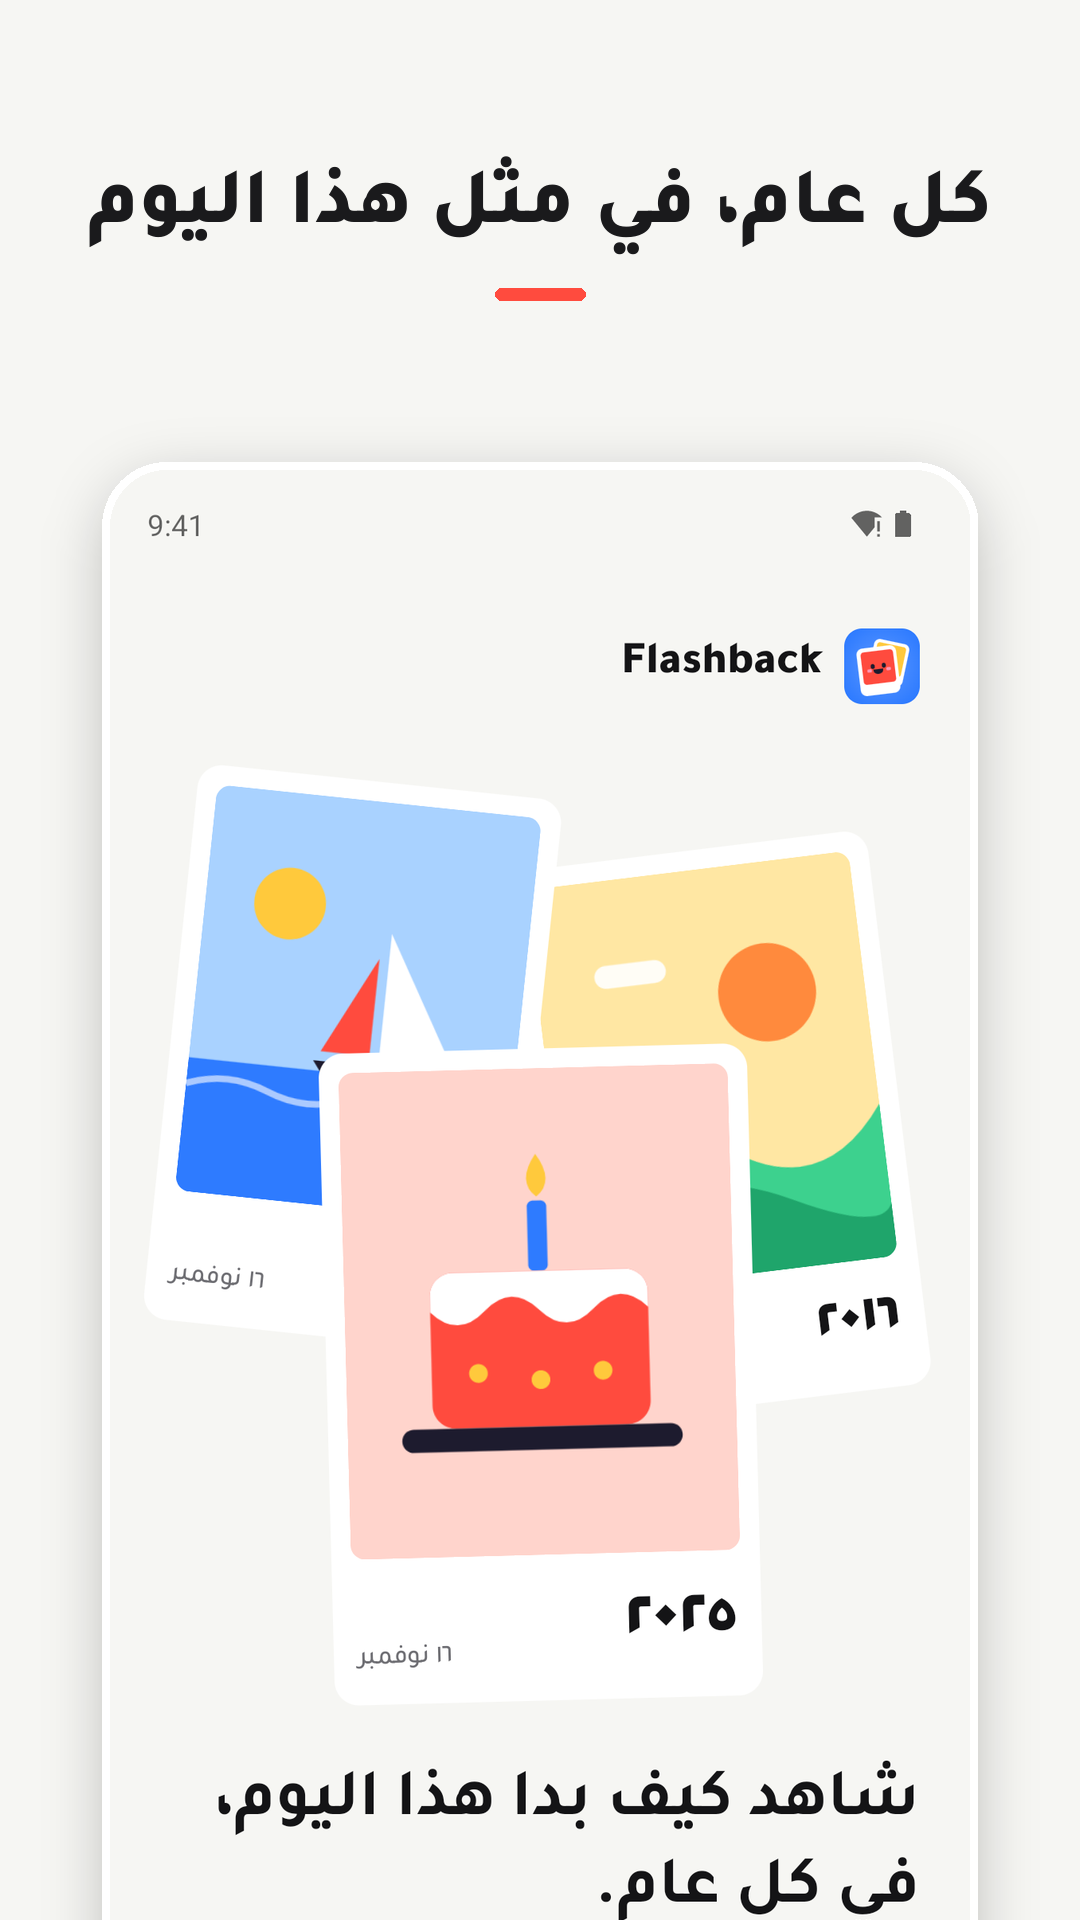 كل عام، في مثل هذا اليوم
9:41
Flashback
١٦ نوفمبر
٢٠١٦
٢٠٢٥
١٦ نوفمبر
شاهد كيف بدا هذا اليوم،
في كل عام.